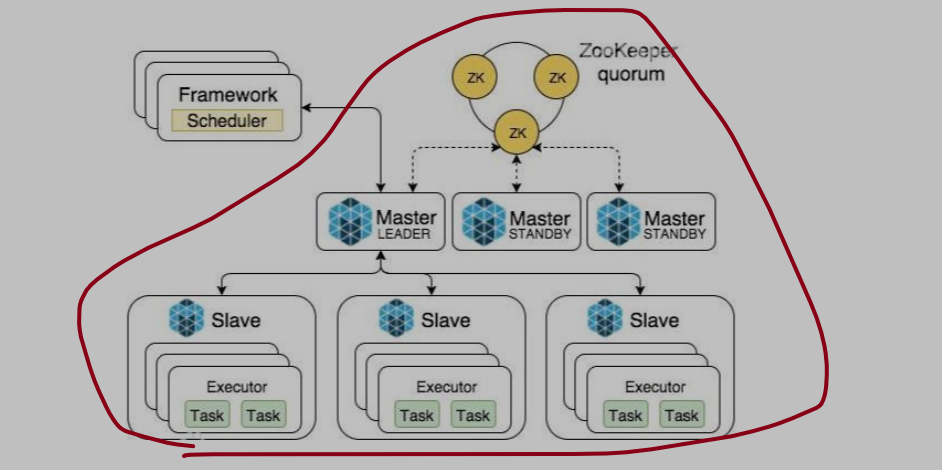 ZooKeeper
quorum
ZK
ZK
ZK
Framework
Scheduler
Master
LEADER
Master
STANDBY
Master
STANDBY
Slave
Slave
Slave
Executor
Task Task
Executor
Task Task
Executor
Task Task